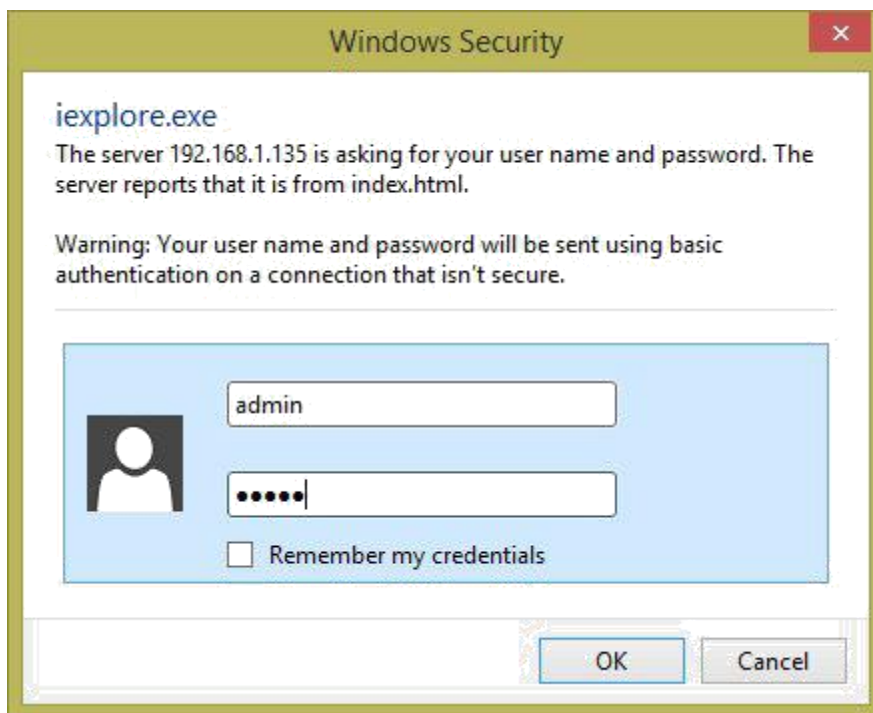 Windows Security
iexplore.exe
The server 192.168.1.135 is asking for your user name and password. The
server reports that it is from index.html.
Warning: Your user name and password will be sent using basic
authentication on a connection that isn't secure.
admin
●●●●●
Remember my credentials
OK
Cancel